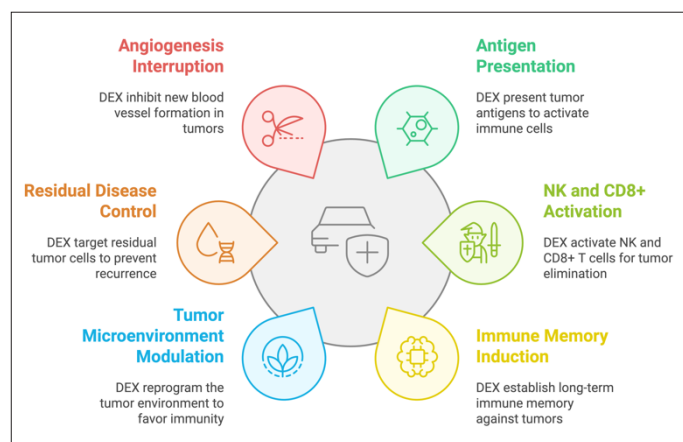 Angiogenesis
Interruption
DEX inhibit new blood
vessel formation in
tumors
Antigen
Presentation
DEX present tumor
antigens to activate
immune cells
Residual Disease
Control
DEX target residual
tumor cells to prevent
recurrence
NK and CD8+
Activation
DEX activate NK and
CD8+ T cells for tumor
elimination
Tumor
Microenvironment
Modulation
DEX reprogram the
tumor environment to
favor immunity
Immune Memory
Induction
DEX establish long-term
immune memory
against tumors